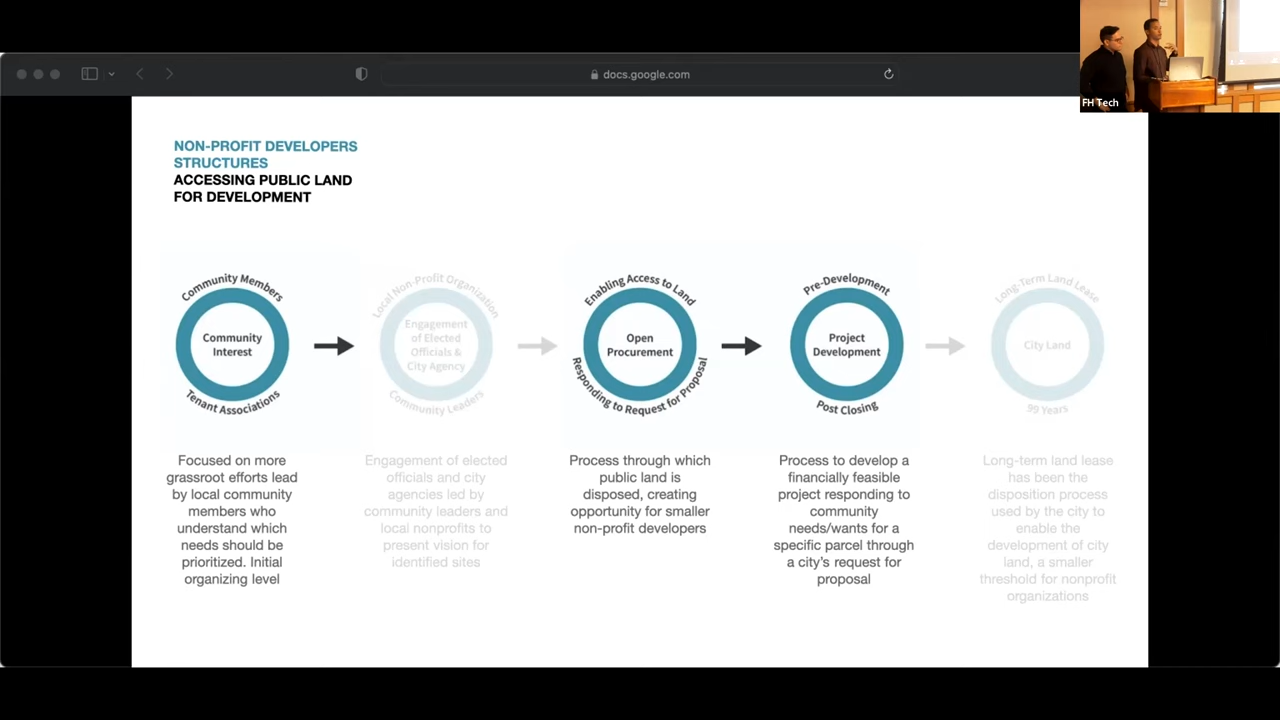 docs.google.com
FH Tech
NON-PROFIT DEVELOPERS
STRUCTURES
ACCESSING PUBLIC LAND
FOR DEVELOPMENT
Community Members
Community
Interest
Tenant Associations
Local Non-Profit Organization
Engagement
of Elected
Officials &
City Agency
Community Leaders
Enabling Access to Land
Open
Procurement
Responding to Request for Proposal
Pre-Development
Project
Development
Post Closing
Long-Term Land Lease
City Land
99 Years
Focused on more
grassroot efforts lead
by local community
members who
understand which
needs should be
prioritized. Initial
organizing level
Engagement of elected
officials and city
agencies led by
community leaders and
local nonprofits to
present vision for
identified sites
Process through which
public land is
disposed, creating
opportunity for smaller
non-profit developers
Process to develop a
financially feasible
project responding to
community
needs/wants for a
specific parcel through
a city's request for
proposal
Long-term land lease
has been the
disposition process
used by the city to
enable the
development of city
land, a smaller
threshold for nonprofit
organizations